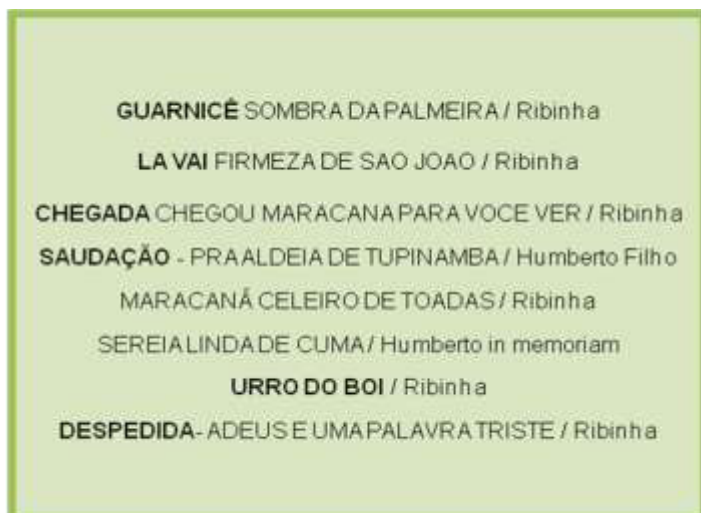 GUARNICÊ SOMBRA DA PALMEIRA / Ribinha
LA VAI FIRMEZA DE SAO JOAO / Ribinha
CHEGADA CHEGOU MARACANA PARA VOCE VER / Ribinha
SAUDAÇÃO - PRA ALDEIA DE TUPINAMBA / Humberto Filho
MARACANÃ CELEIRO DE TOADAS / Ribinha
SEREIA LINDA DE CUMA / Humberto in memoriam
URRO DO BOI / Ribinha
DESPEDIDA- ADEUS E UMA PALAVRA TRISTE / Ribinha